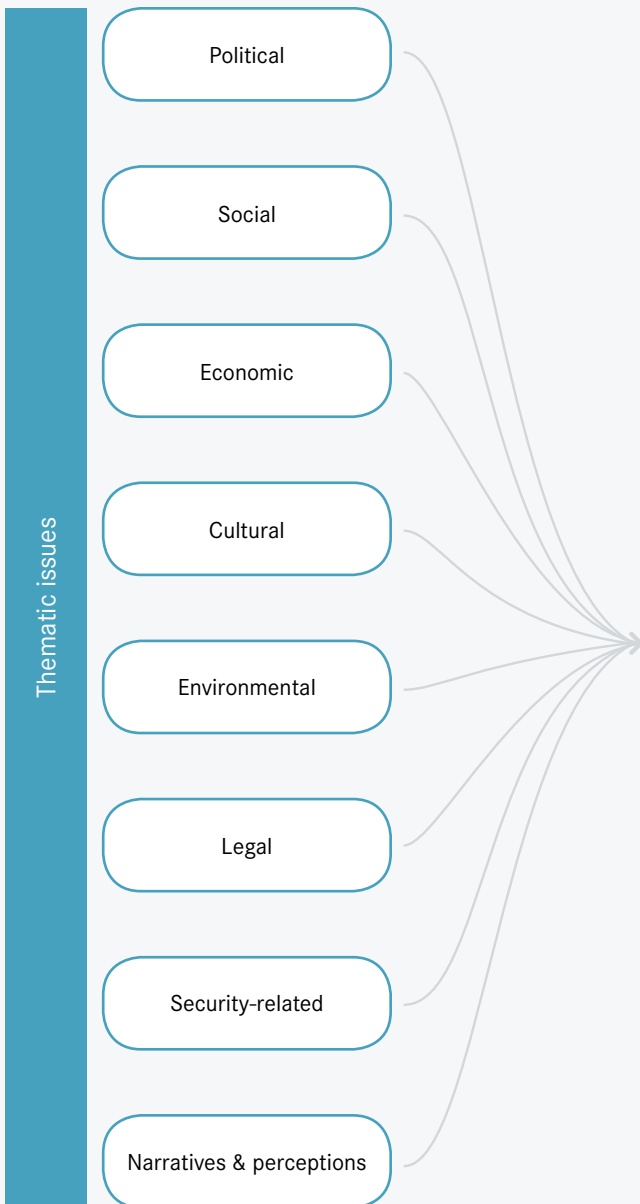 Thematic issues
Political
Social
Economic
Cultural
Environmental
Legal
Security-related
Narratives & perceptions